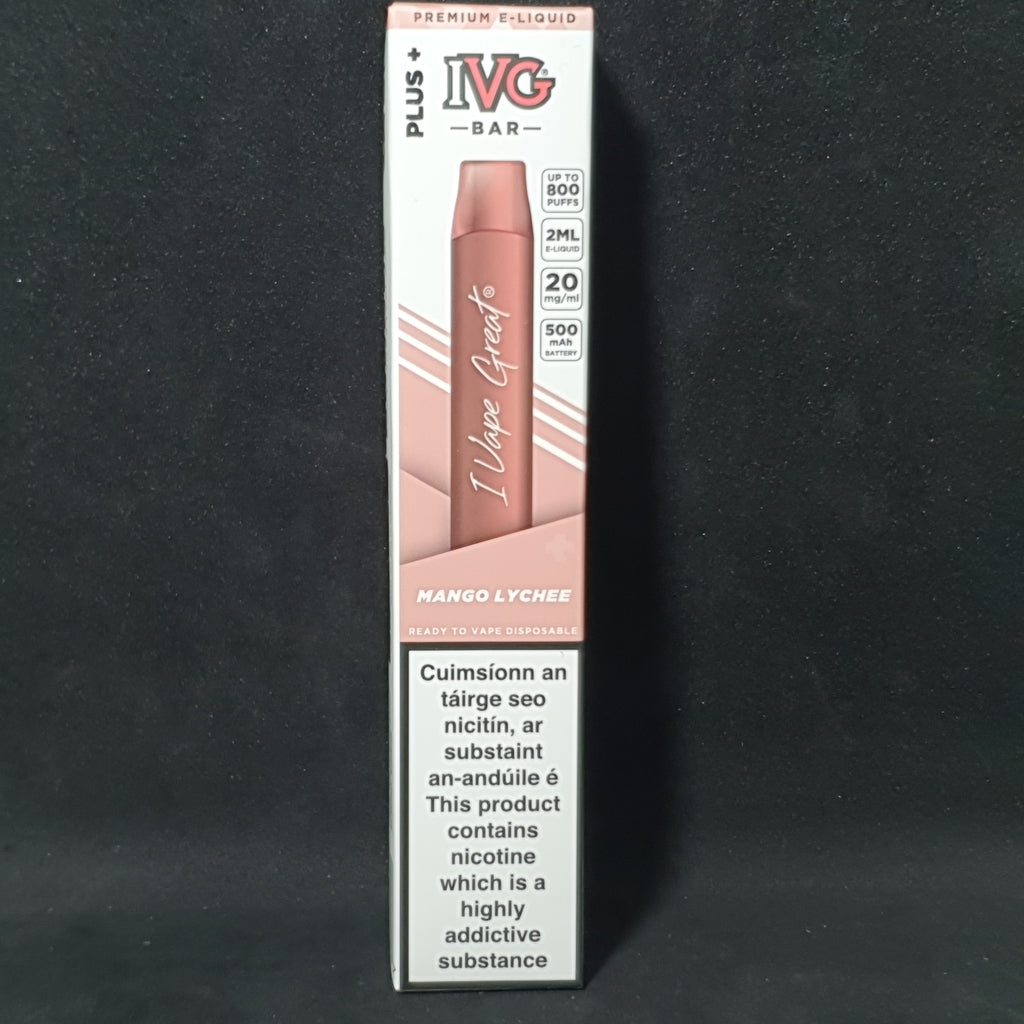 PREMIUM E-LIQUID
PLUS +
IVG®
BAR
UP TO
800
PUFFS
2ML
E-LIQUID
20
mg/ml
500
mAh
BATTERY
I Vape Great®
MANGO LYCHEE
READY TO VAPE DISPOSABLE
Cuimsíonn an
táirge seo
nicitín, ar
substaint
an-andúile é
This product
contains
nicotine
which is a
highly
addictive
substance